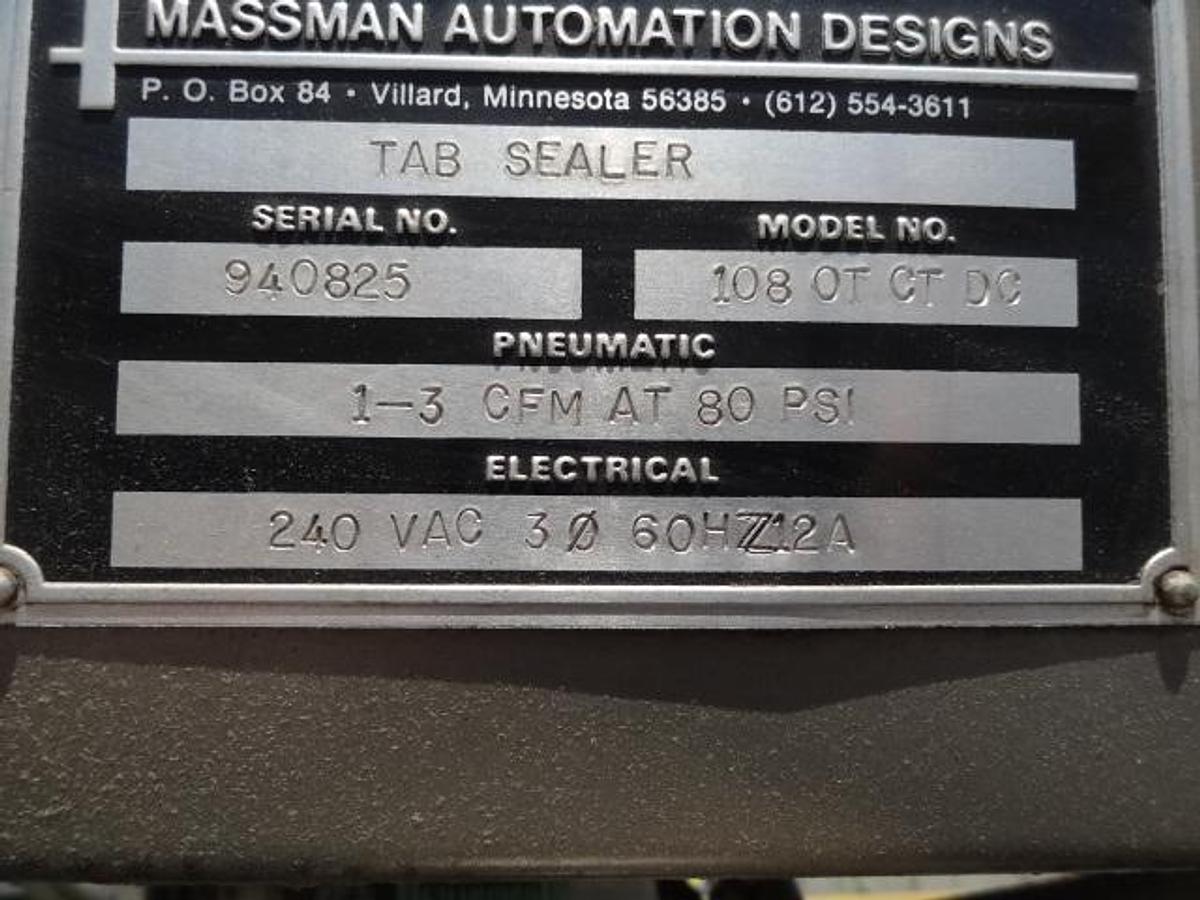 MASSMAN AUTOMATION DESIGNS
P. O. Box 84 • Villard, Minnesota 56385 • (612) 554-3611
TAB SEALER
SERIAL NO. MODEL NO.
940825 108 OT CT DC
PNEUMATIC
1-3 CFM AT 80 PSI
ELECTRICAL
240 VAC 3Ø 60HZ 12A